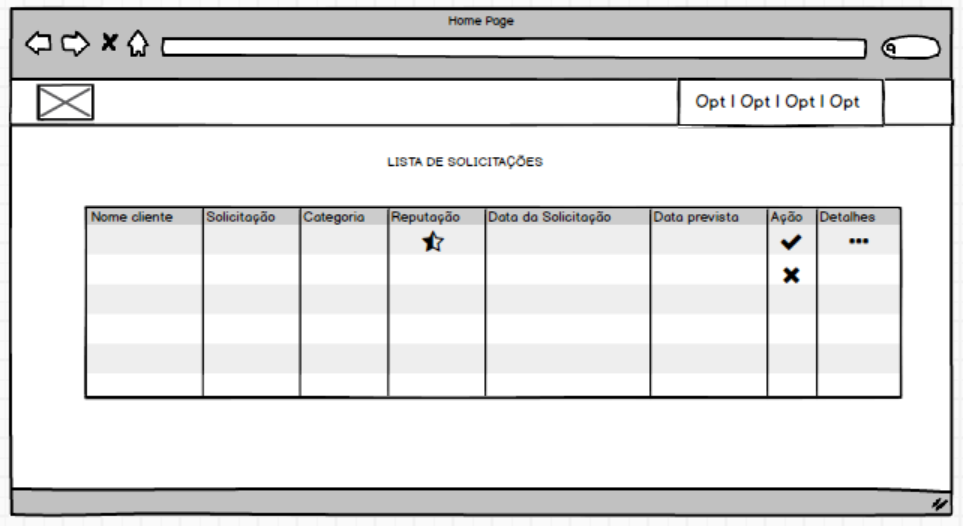 Home Page
Opt | Opt | Opt | Opt
LISTA DE SOLICITAÇÕES
Nome cliente Solicitação Categoria Reputação Data da Solicitação Data prevista Ação Detalhes